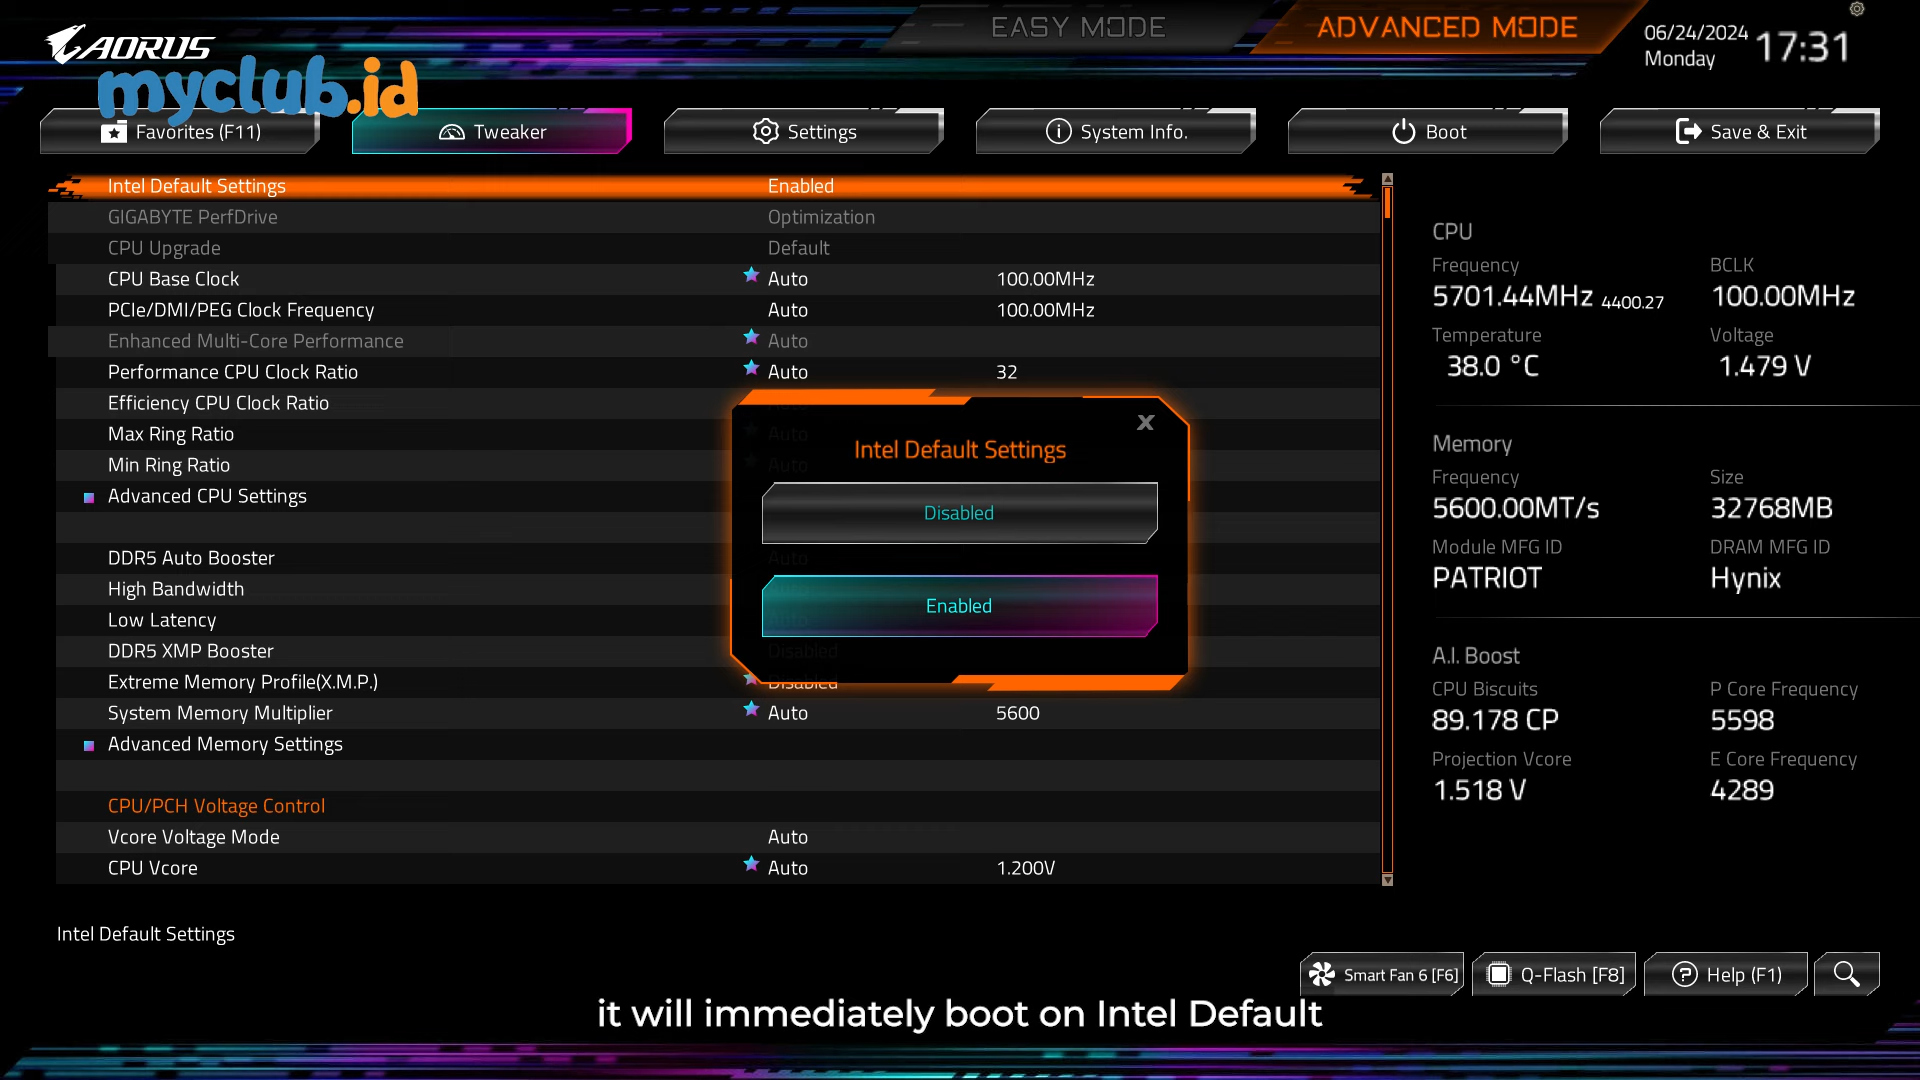 EASY MODE
ADVANCED MODE
06/24/2024
Monday
17:31
AORUS
myclub.id
Favorites (F11)
Tweaker
Settings
System Info.
Boot
Save & Exit
Intel Default Settings Enabled
GIGABYTE PerfDrive Optimization
CPU Upgrade Default
CPU Base Clock Auto 100.00MHz
PCIe/DMI/PEG Clock Frequency Auto 100.00MHz
Enhanced Multi-Core Performance Auto
Performance CPU Clock Ratio Auto 32
Efficiency CPU Clock Ratio
Max Ring Ratio Auto
Min Ring Ratio Auto
Advanced CPU Settings
DDR5 Auto Booster Auto
High Bandwidth
Low Latency
DDR5 XMP Booster Disabled
Extreme Memory Profile(X.M.P.) Disabled
System Memory Multiplier Auto 5600
Advanced Memory Settings
CPU/PCH Voltage Control
Vcore Voltage Mode Auto
CPU Vcore Auto 1.200V
X
Intel Default Settings
Disabled
Enabled
CPU
Frequency BCLK
5701.44MHz 4400.27 100.00MHz
Temperature Voltage
38.0 °C 1.479 V
Memory
Frequency Size
5600.00MT/s 32768MB
Module MFG ID DRAM MFG ID
PATRIOT Hynix
A.I. Boost
CPU Biscuits P Core Frequency
89.178 CP 5598
Projection Vcore E Core Frequency
1.518 V 4289
Intel Default Settings
Smart Fan 6 [F6]
Q-Flash [F8]
Help (F1)
it will immediately boot on Intel Default